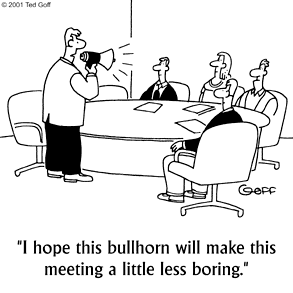 © 2001 Ted Goff
GOFF
"I hope this bullhorn will make this
meeting a little less boring."